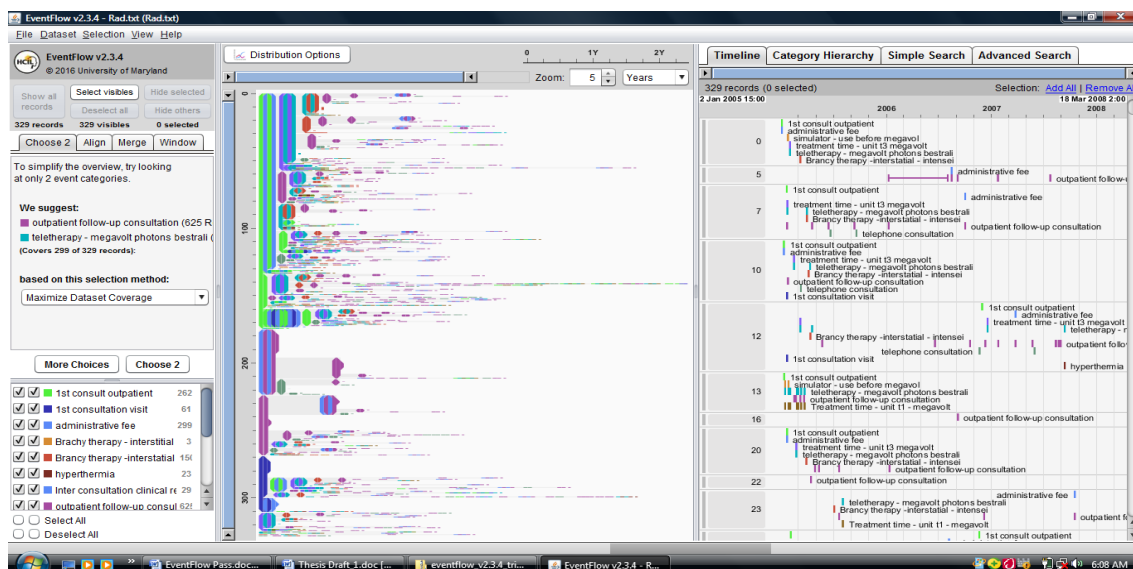 EventFlow v2.3.4 - Rad.txt (Rad.txt)
File Dataset Selection View Help
HCIL
EventFlow v2.3.4
© 2016 University of Maryland
Show all records
Select visibles
Hide selected
Deselect all
Hide others
329 records 329 visibles 0 selected
Choose 2 Align Merge Window
To simplify the overview, try looking
at only 2 event categories.
We suggest:
outpatient follow-up consultation (625 R
teletherapy - megavolt photons bestrali (
(Covers 299 of 329 records):
based on this selection method:
Maximize Dataset Coverage
More Choices Choose 2
1st consult outpatient 262
1st consultation visit 61
administrative fee 299
Brachy therapy - interstitial 3
Brancy therapy -interstatial 150
hyperthermia 23
Inter consultation clinical re 29
outpatient follow-up consul 625
Select All
Deselect All
Distribution Options
0 1Y 2Y
Zoom: 5 Years
0
100
200
300
Timeline Category Hierarchy Simple Search Advanced Search
329 records (0 selected) Selection: Add All | Remove Al
2 Jan 2005 15:00 18 Mar 2008 2:00
2006 2007 2008
0
1st consult outpatient
administrative fee
simulator - use before megavol
treatment time - unit t3 megavolt
teletherapy - megavolt photons bestrali
Brancy therapy -interstatial - intensei
5
administrative fee
outpatient follow-u
7
1st consult outpatient
administrative fee
treatment time - unit t3 megavolt
teletherapy - megavolt photons bestrali
Brancy therapy -interstatial - intensei
outpatient follow-up consultation
telephone consultation
10
1st consult outpatient
administrative fee
treatment time - unit t3 megavolt
teletherapy - megavolt photons bestrali
Brancy therapy -interstatial - intensei
outpatient follow-up consultation
telephone consultation
1st consultation visit
12
1st consult outpatient
administrative fee
treatment time - unit t3 megavolt
teletherapy - r
Brancy therapy -interstatial - intensei
outpatient follo
telephone consultation
1st consultation visit
hyperthermia
13
1st consult outpatient
simulator - use before megavol
teletherapy - megavolt photons bestrali
outpatient follow-up consultation
Treatment time - unit t1 - megavolt
16
outpatient follow-up consultation
20
1st consult outpatient
administrative fee
treatment time - unit t3 megavolt
teletherapy - megavolt photons bestrali
Brancy therapy -interstatial - intensei
outpatient follow-up consultation
22
outpatient follow-up consultation
23
administrative fee
teletherapy - megavolt photons bestrali
Brancy therapy -interstatial - intensei
outpatient fo
Treatment time - unit t1 - megavolt
1st consult outpatient
EventFlow Pass.doc... Thesis Draft_1.doc [... eventflow_v2.3.4_tri... EventFlow v2.3.4 - R... 6:08 AM